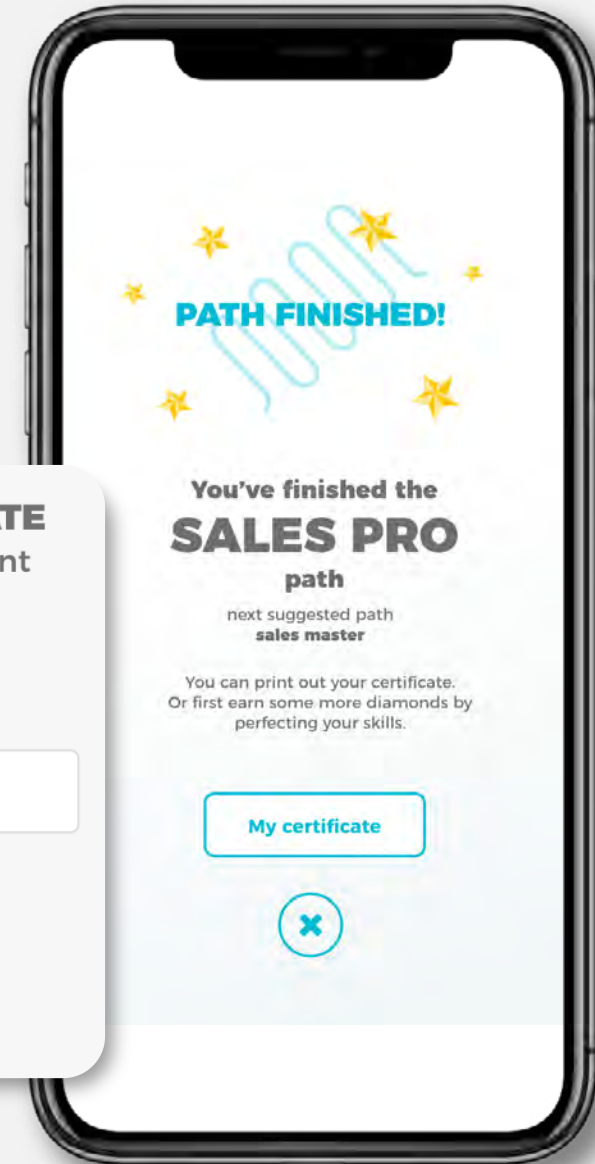 PATH FINISHED!
You've finished the
SALES PRO
path
next suggested path
sales master
You can print out your certificate.
Or first earn some more diamonds by
perfecting your skills.
My certificate